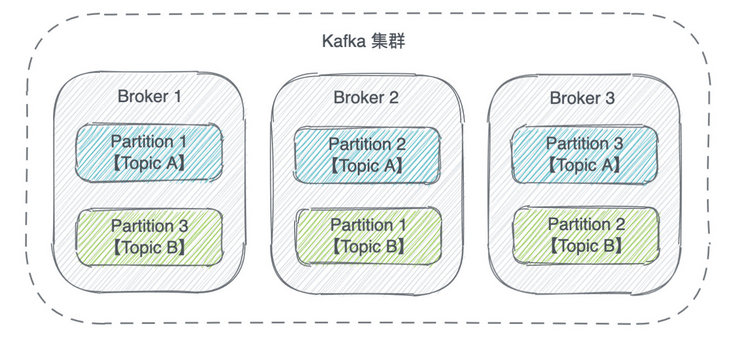 Kafka 集群
Broker 1
Partition 1
【Topic A】
Partition 3
【Topic B】
Broker 2
Partition 2
【Topic A】
Partition 1
【Topic B】
Broker 3
Partition 3
【Topic A】
Partition 2
【Topic B】